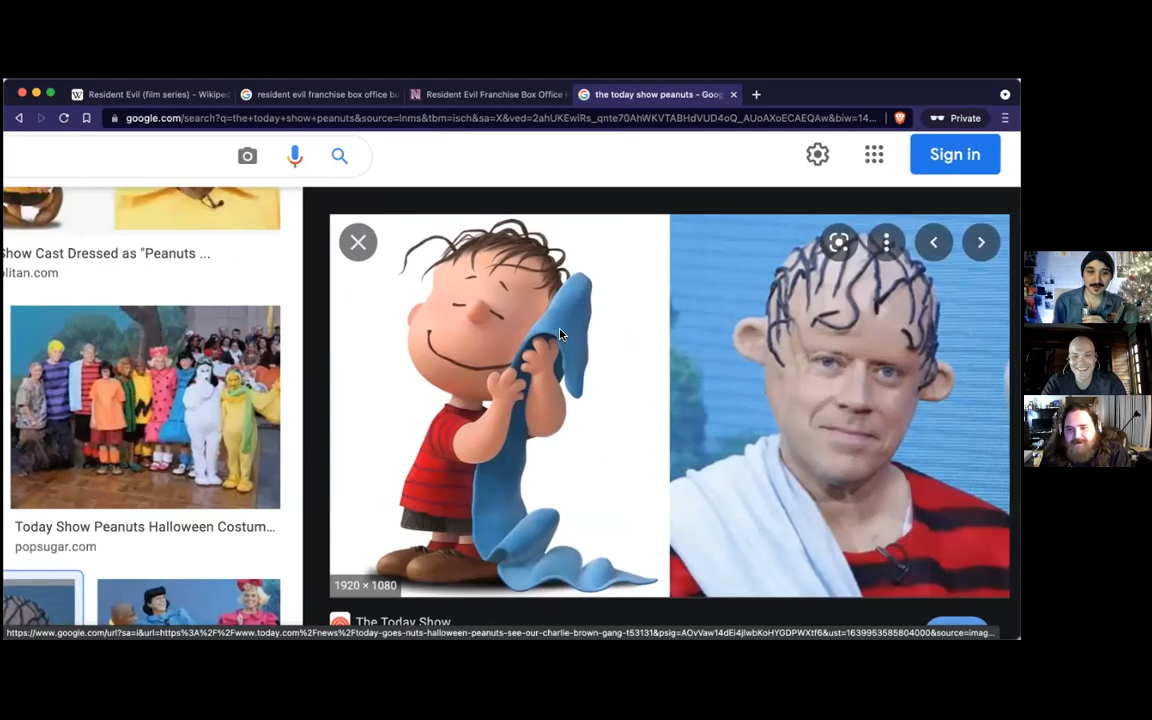 Resident Evil (film series) - Wikiped
resident evil franchise box office bu
Resident Evil Franchise Box Office
the today show peanuts - Goog
google.com/search?q=the+today+show+peanuts&source=lnms&tbm=isch&sa=X&ved=2ahUKEwiRs_qnte70AhWKVTABHdVUD4oQ_AUoAXoECAEQAw&biw=14...
Private
Sign in
Show Cast Dressed as "Peanuts ...
olitan.com
Today Show Peanuts Halloween Costum...
popsugar.com
1920 × 1080
The Today Show
https://www.google.com/url?sa=i&url=https%3A%2F%2Fwww.today.com%2Fnews%2Ftoday-goes-nuts-halloween-peanuts-see-our-charlie-brown-gang-t53131&psig=AOvVaw14dEi4jlwbKoHYGDPWXtf6&ust=1639953585804000&source=imag...